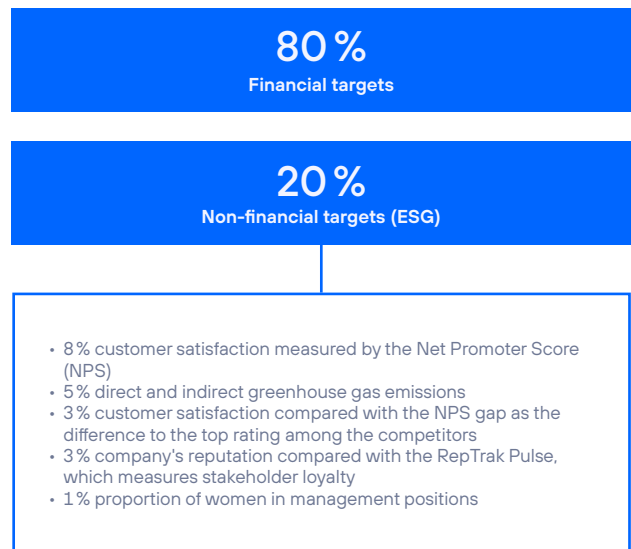 80 %
Financial targets
20 %
Non-financial targets (ESG)
• 8 % customer satisfaction measured by the Net Promoter Score
(NPS)
• 5 % direct and indirect greenhouse gas emissions
• 3 % customer satisfaction compared with the NPS gap as the
difference to the top rating among the competitors
• 3 % company's reputation compared with the RepTrak Pulse,
which measures stakeholder loyalty
• 1 % proportion of women in management positions